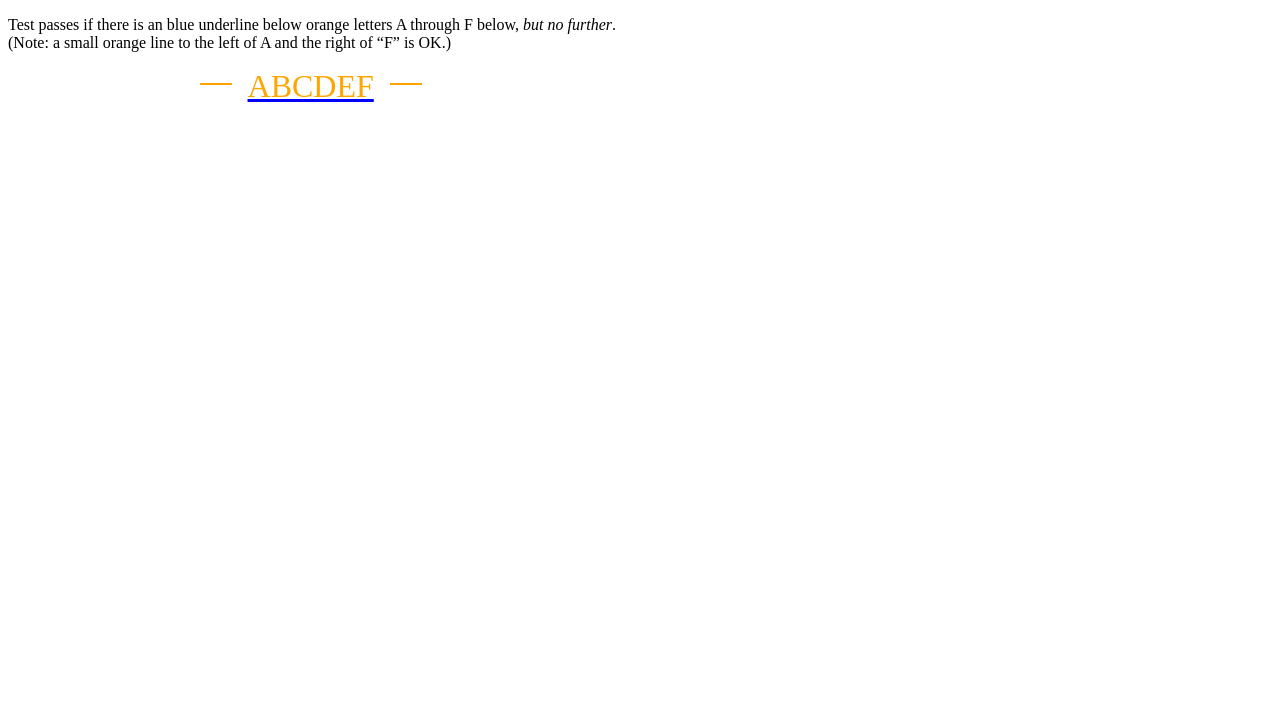 Test passes if there is an blue underline below orange letters A through F below, but no further.
(Note: a small orange line to the left of A and the right of “F” is OK.)
ABCDEF